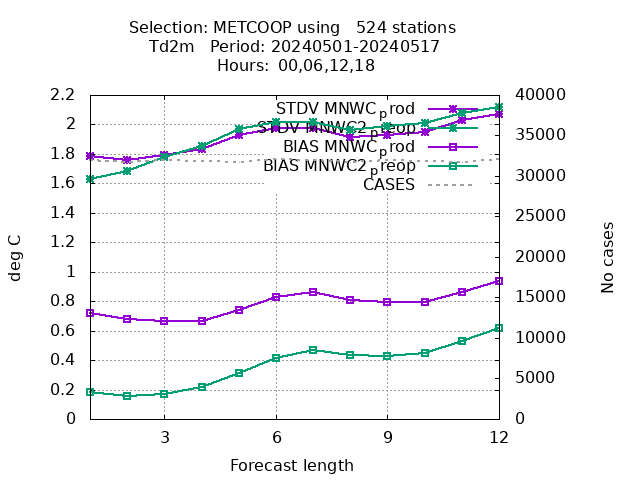 Selection: METCOOP using   524 stations
Td2m   Period: 20240501-20240517
Hours:  00,06,12,18
2.2
2
1.8
1.6
1.4
1.2
1
0.8
0.6
0.4
0.2
0
deg C
STDV MNWC_prod
STDV MNWC2_preop
BIAS MNWC_prod
BIAS MNWC2_preop
CASES
40000
35000
30000
25000
20000
15000
10000
5000
0
No cases
3 6 9 12
Forecast length